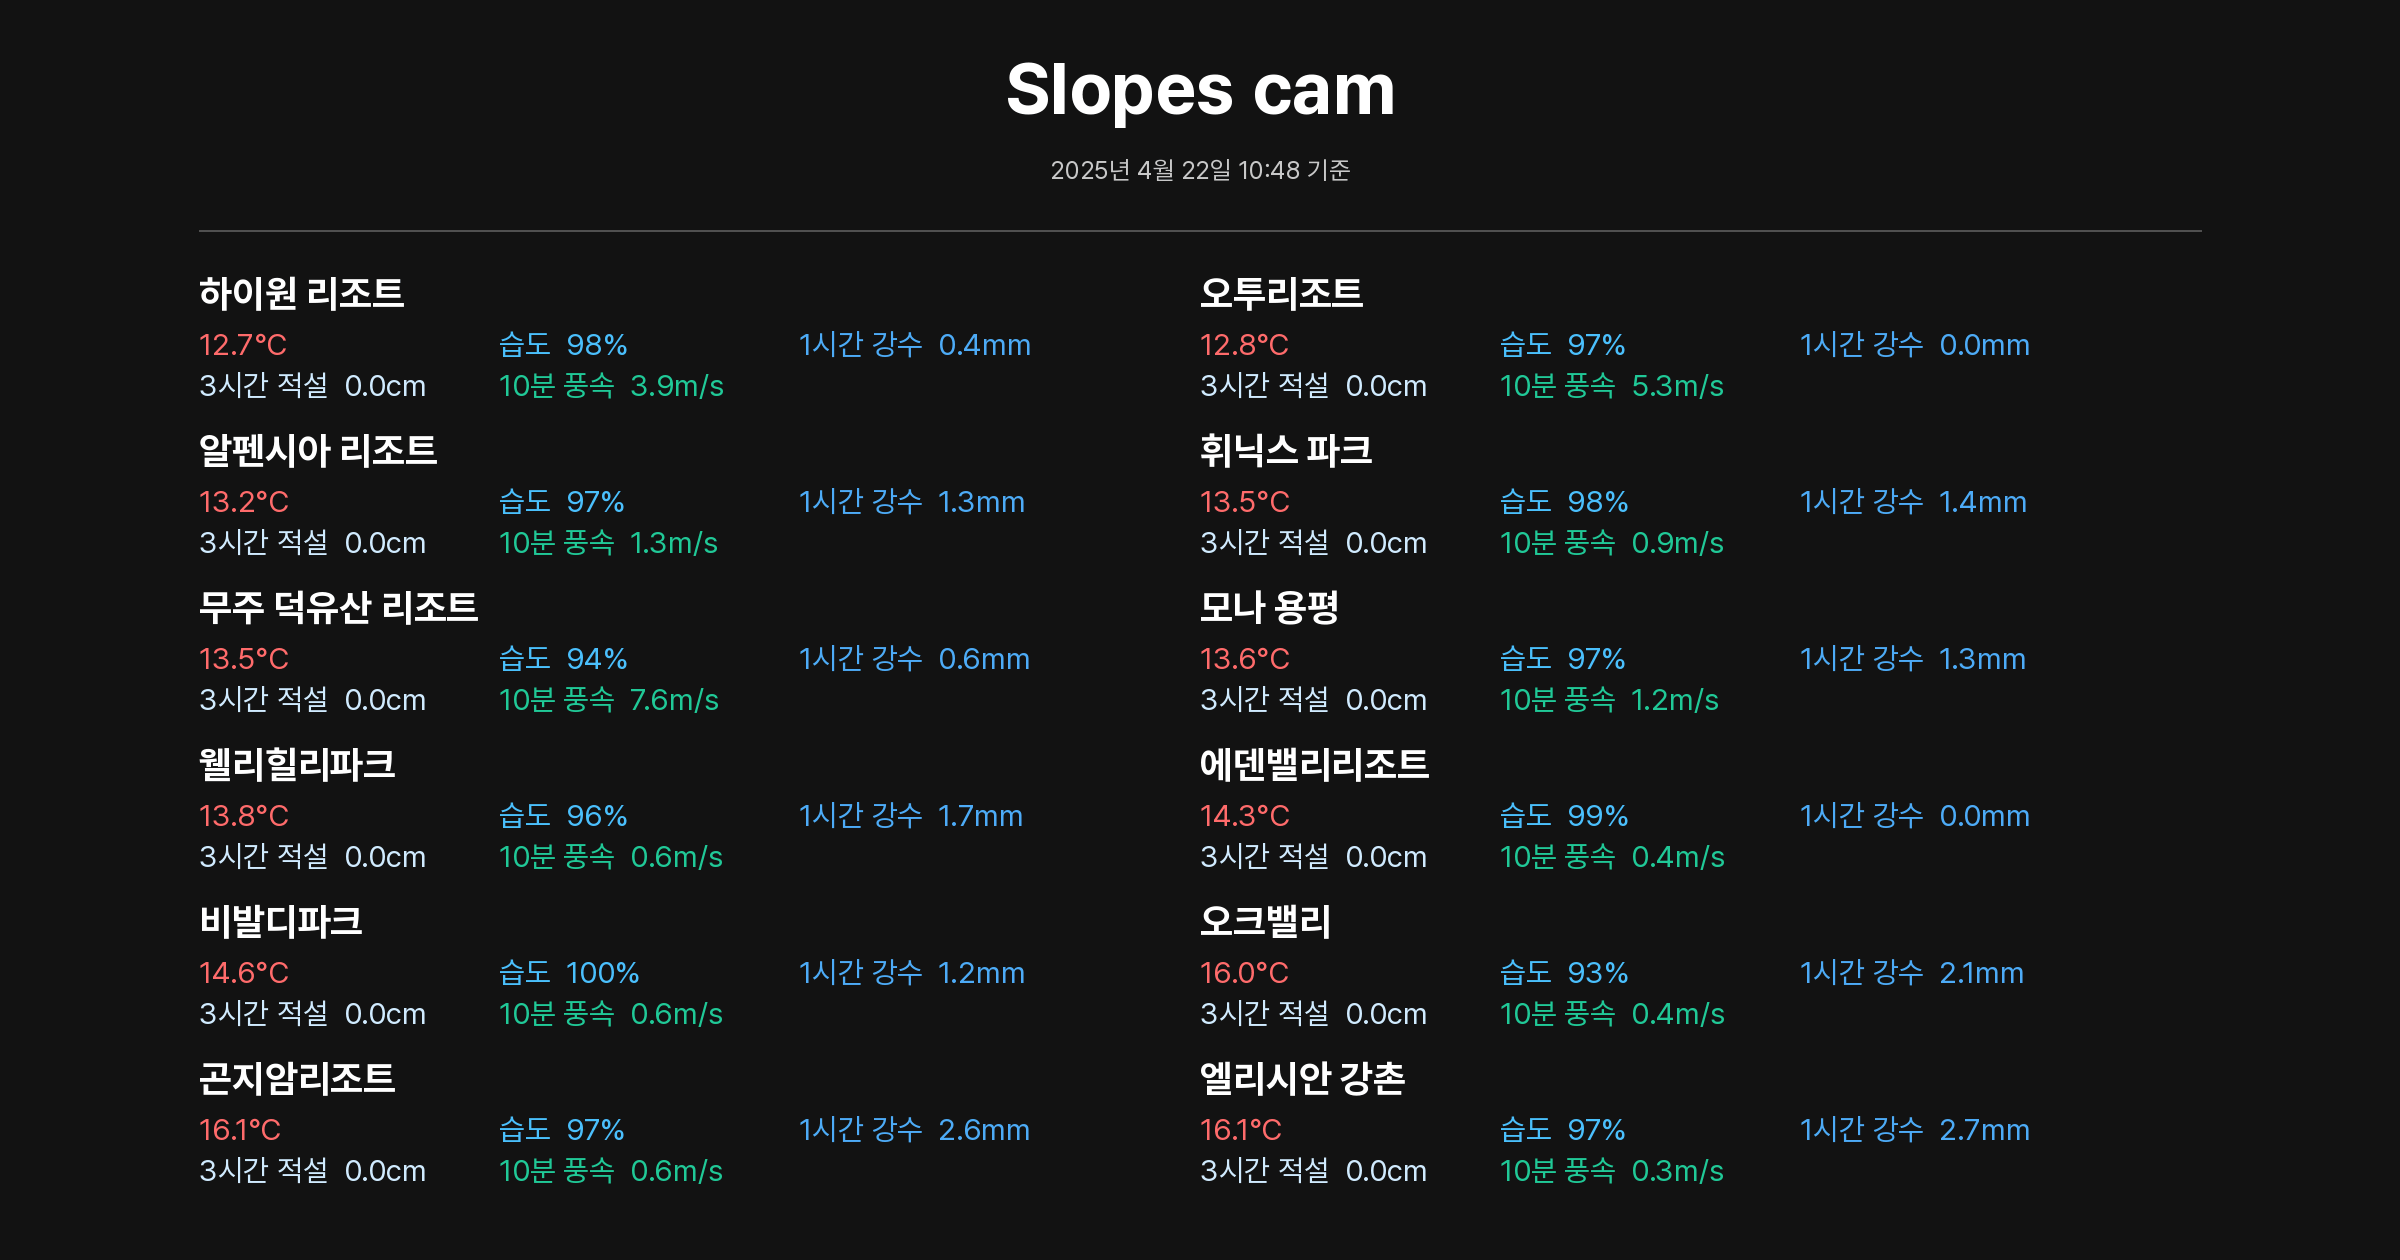 Slopes cam
2025년 4월 22일 10:48 기준
하이원 리조트
12.7°C 습도 98% 1시간 강수 0.4mm
3시간 적설 0.0cm 10분 풍속 3.9m/s
오투리조트
12.8°C 습도 97% 1시간 강수 0.0mm
3시간 적설 0.0cm 10분 풍속 5.3m/s
알펜시아 리조트
13.2°C 습도 97% 1시간 강수 1.3mm
3시간 적설 0.0cm 10분 풍속 1.3m/s
휘닉스 파크
13.5°C 습도 98% 1시간 강수 1.4mm
3시간 적설 0.0cm 10분 풍속 0.9m/s
무주 덕유산 리조트
13.5°C 습도 94% 1시간 강수 0.6mm
3시간 적설 0.0cm 10분 풍속 7.6m/s
모나 용평
13.6°C 습도 97% 1시간 강수 1.3mm
3시간 적설 0.0cm 10분 풍속 1.2m/s
웰리힐리파크
13.8°C 습도 96% 1시간 강수 1.7mm
3시간 적설 0.0cm 10분 풍속 0.6m/s
에덴밸리리조트
14.3°C 습도 99% 1시간 강수 0.0mm
3시간 적설 0.0cm 10분 풍속 0.4m/s
비발디파크
14.6°C 습도 100% 1시간 강수 1.2mm
3시간 적설 0.0cm 10분 풍속 0.6m/s
오크밸리
16.0°C 습도 93% 1시간 강수 2.1mm
3시간 적설 0.0cm 10분 풍속 0.4m/s
곤지암리조트
16.1°C 습도 97% 1시간 강수 2.6mm
3시간 적설 0.0cm 10분 풍속 0.6m/s
엘리시안 강촌
16.1°C 습도 97% 1시간 강수 2.7mm
3시간 적설 0.0cm 10분 풍속 0.3m/s